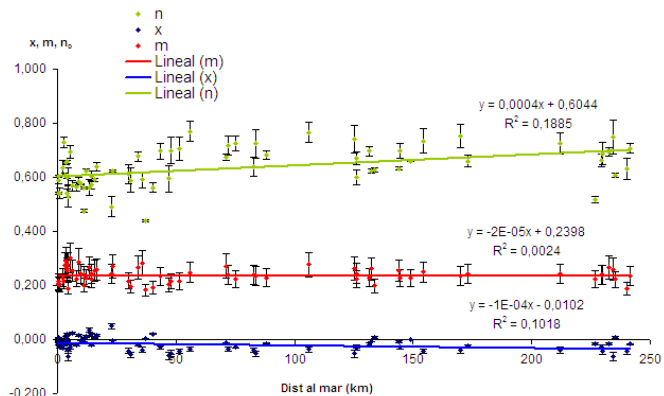 n
x
m
Lineal (m)
Lineal (x)
Lineal (n)
x, m, n₀
1,000
0,800
0,600
0,400
0,200
0,000
-0,200
y = 0,0004x + 0,6044
R² = 0,1885
y = -2E-05x + 0,2398
R² = 0,0024
y = -1E-04x - 0,0102
R² = 0,1018
0 50 100 150 200 250
Dist al mar (km)